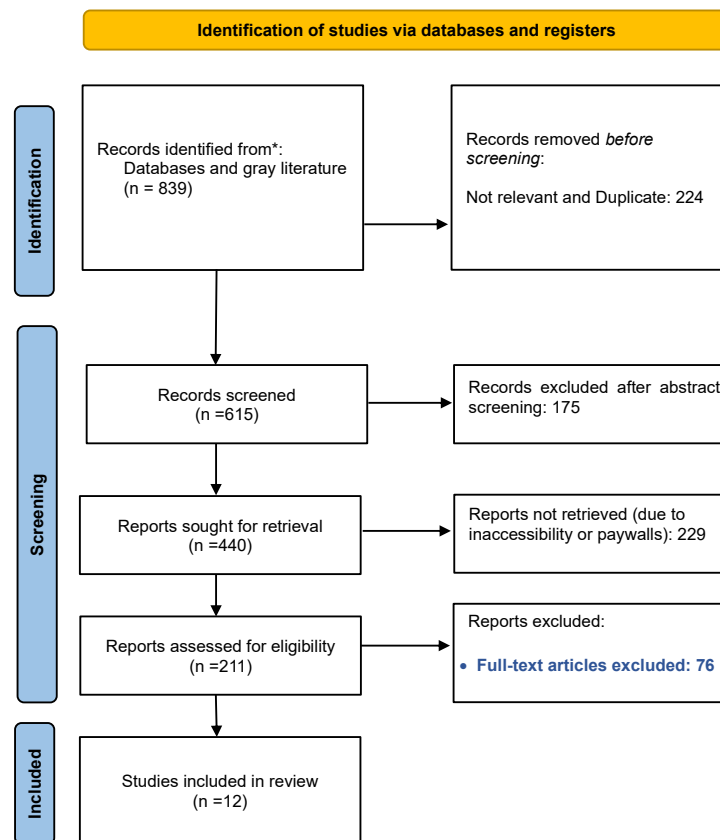 Identification of studies via databases and registers
Identification
Records identified from*:
Databases and gray literature
(n = 839)
Records removed before
screening:
Not relevant and Duplicate: 224
Screening
Records screened
(n =615)
Records excluded after abstract
screening: 175
Reports sought for retrieval
(n =440)
Reports not retrieved (due to
inaccessibility or paywalls): 229
Reports assessed for eligibility
(n =211)
Reports excluded:
• Full-text articles excluded: 76
Included
Studies included in review
(n =12)